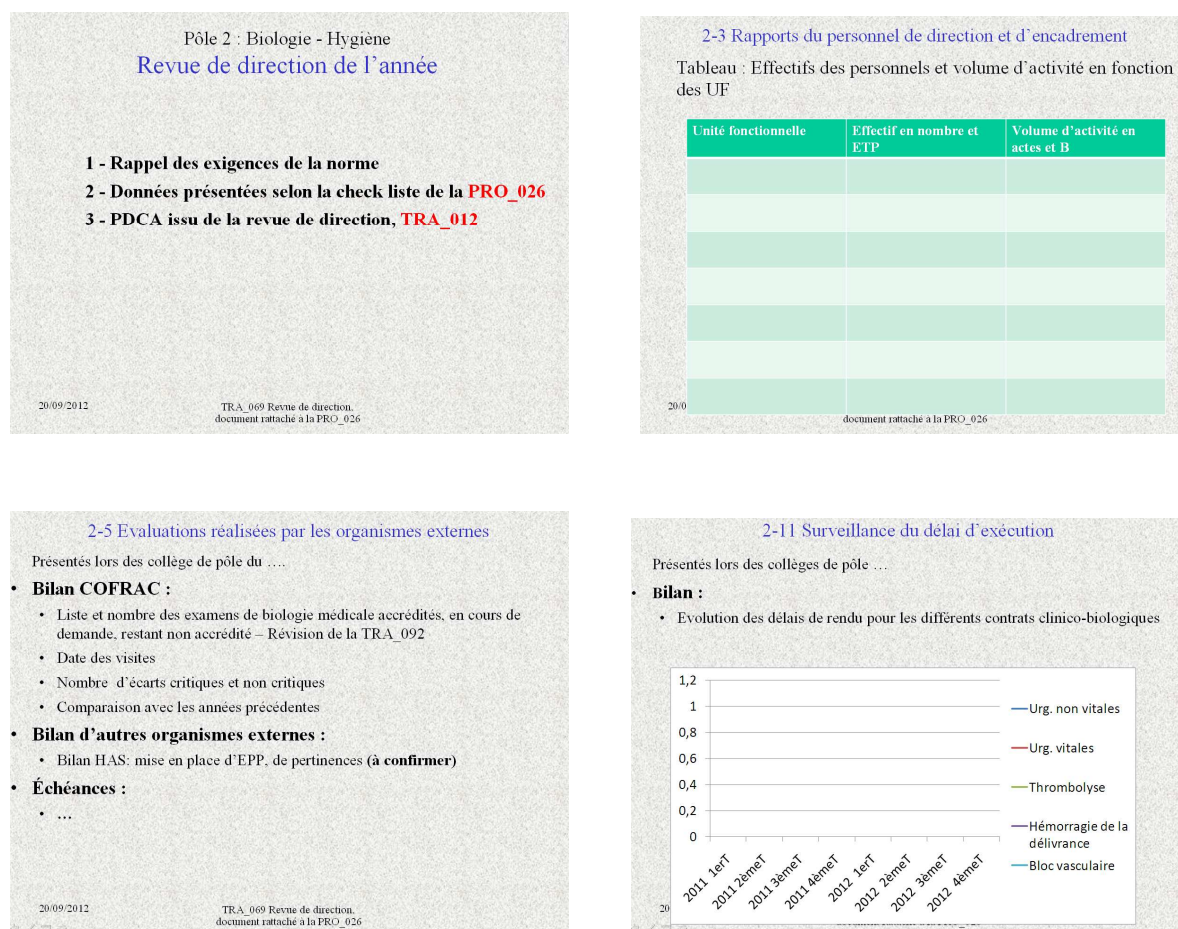 Pôle 2 : Biologie - Hygiène
Revue de direction de l'année
1 - Rappel des exigences de la norme
2 - Données présentées selon la check liste de la PRO_026
3 - PDCA issu de la revue de direction, TRA_012
20/09/2012
TRA_069 Revue de direction,
document rattaché à la PRO_026
2-3 Rapports du personnel de direction et d'encadrement
Tableau : Effectifs des personnels et volume d'activité en fonction
des UF
Unité fonctionnelle
Effectif en nombre et
ETP
Volume d'activité en
actes et B
20/0
document rattaché à la PRO_026
2-5 Evaluations réalisées par les organismes externes
Présentés lors des collège de pôle du ….
• Bilan COFRAC :
• Liste et nombre des examens de biologie médicale accrédités, en cours de
demande, restant non accrédité – Révision de la TRA_092
• Date des visites
• Nombre d'écarts critiques et non critiques
• Comparaison avec les années précédentes
• Bilan d'autres organismes externes :
• Bilan HAS: mise en place d'EPP, de pertinences (à confirmer)
• Échéances :
• …
20/09/2012
TRA_069 Revue de direction,
document rattaché à la PRO_026
2-11 Surveillance du délai d'exécution
Présentés lors des collèges de pôle …
• Bilan :
• Evolution des délais de rendu pour les différents contrats clinico-biologiques
1,2
1
0,8
0,6
0,4
0,2
0
2011 1erT
2011 2èmeT
2011 3èmeT
2011 4èmeT
2012 1erT
2012 2èmeT
2012 3èmeT
2012 4èmeT
Urg. non vitales
Urg. vitales
Thrombolyse
Hémorragie de la
délivrance
Bloc vasculaire
20